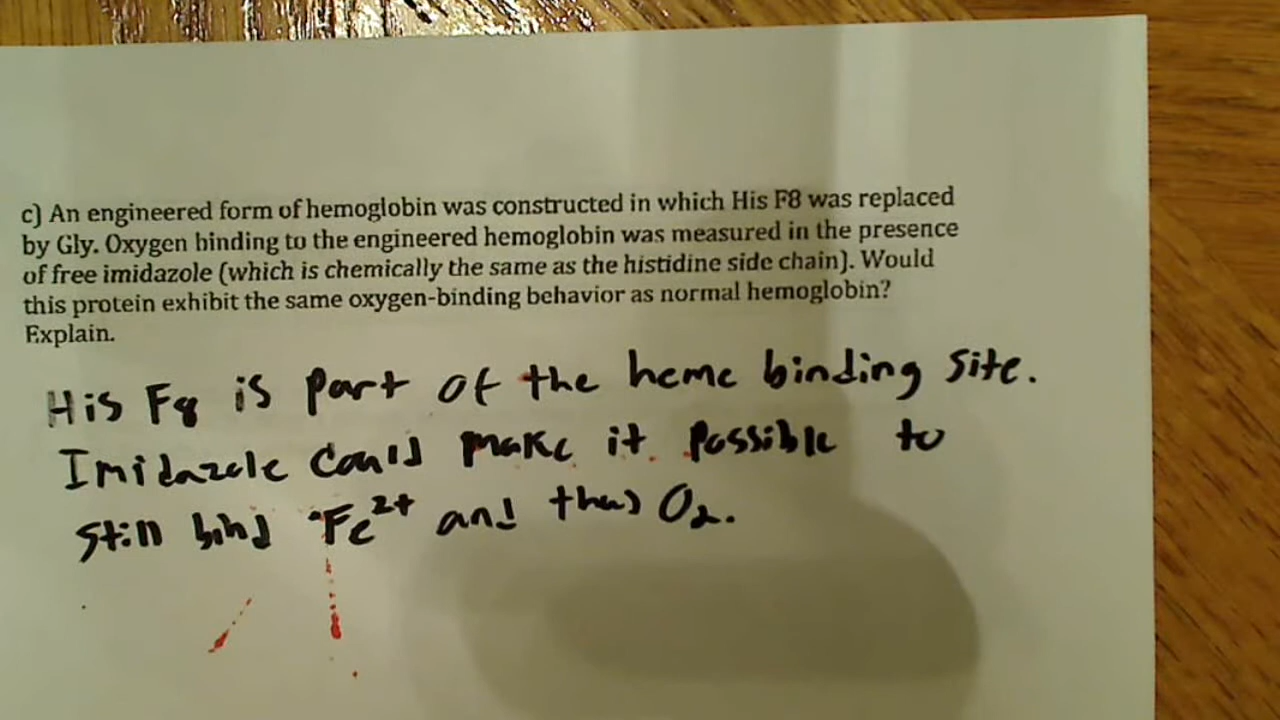 c) An engineered form of hemoglobin was constructed in which His F8 was replaced
by Gly. Oxygen binding to the engineered hemoglobin was measured in the presence
of free imidazole (which is chemically the same as the histidine side chain). Would
this protein exhibit the same oxygen-binding behavior as normal hemoglobin?
Explain.
His F8 is part of the heme binding site.
Imidazole could make it possible to
still bind Fe²⁺ and thus O₂.